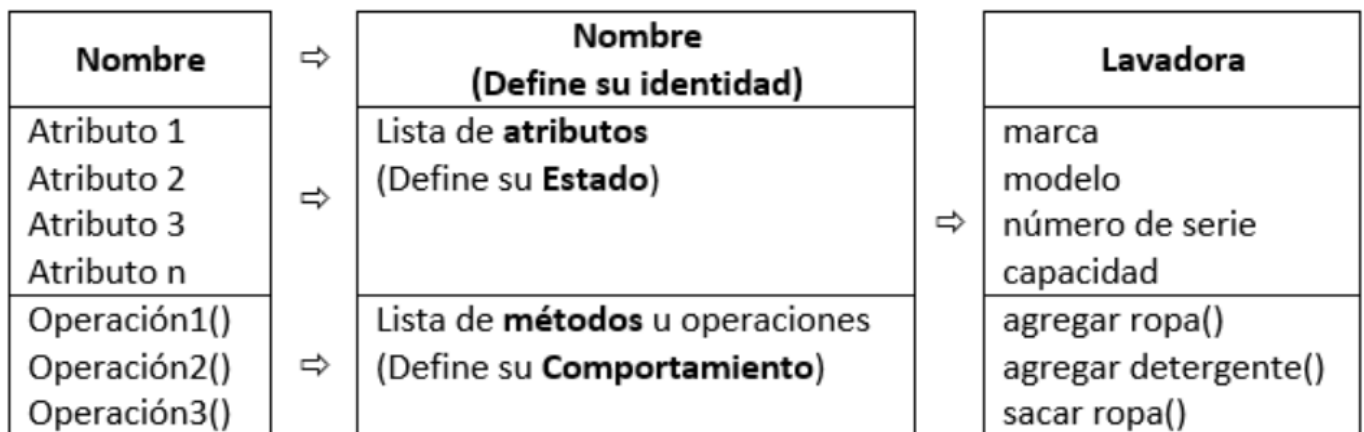 Nombre
Atributo 1
Atributo 2
Atributo 3
Atributo n
Operación1()
Operación2()
Operación3()
⇨
⇨
⇨
Nombre
(Define su identidad)
Lista de atributos
(Define su Estado)
Lista de métodos u operaciones
(Define su Comportamiento)
⇨
Lavadora
marca
modelo
número de serie
capacidad
agregar ropa()
agregar detergente()
sacar ropa()